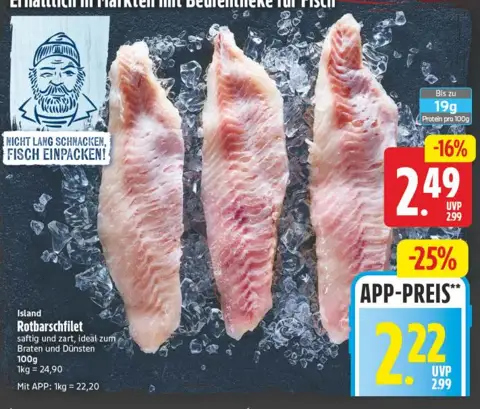 Erhältlich in Märkten mit Bedientheke für Fisch
NICHT LANG SCHNACKEN,
FISCH EINPACKEN!
Bis zu
19g
Protein pro 100g
-16%
2.49
UVP
2.99
-25%
APP-PREIS**
2.22
UVP
2.99
Island
Rotbarschfilet
saftig und zart, ideal zum
Braten und Dünsten
100g
1kg = 24,90
Mit APP: 1kg = 22,20